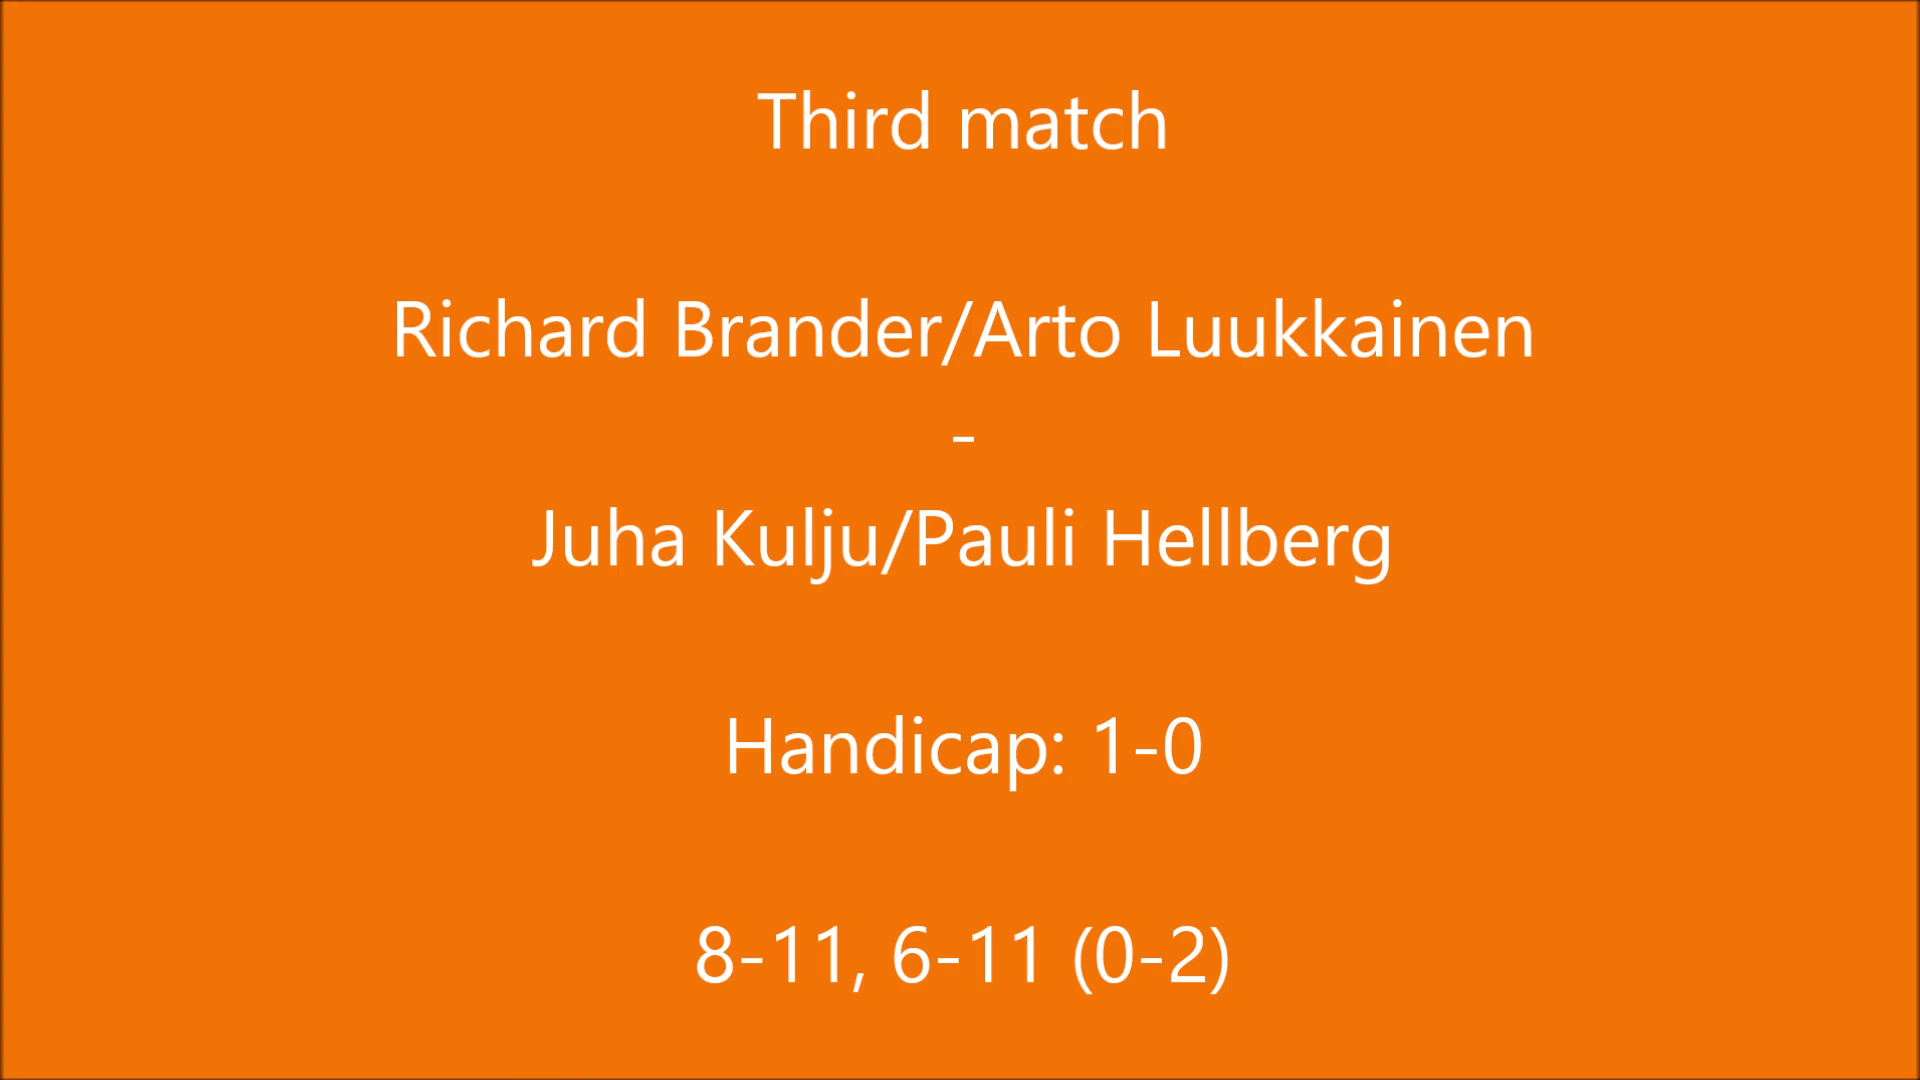 Third match
Richard Brander/Arto Luukkainen
-
Juha Kulju/Pauli Hellberg
Handicap: 1-0
8-11, 6-11 (0-2)